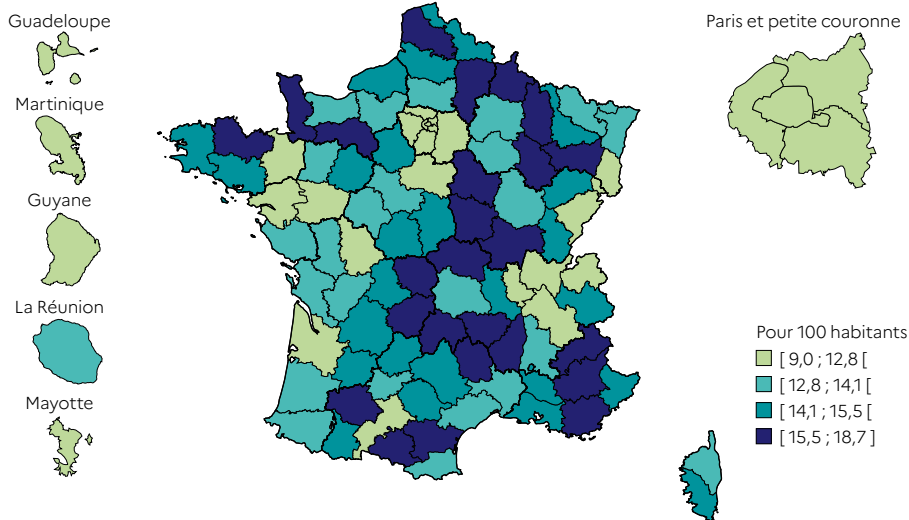 Guadeloupe
Martinique
Guyane
La Réunion
Mayotte
Paris et petite couronne
Pour 100 habitants
[ 9,0 ; 12,8 [
[ 12,8 ; 14,1 [
[ 14,1 ; 15,5 [
[ 15,5 ; 18,7 ]